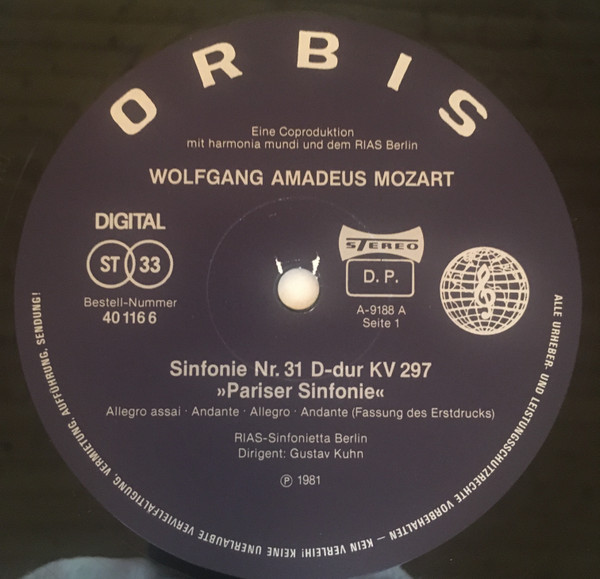 ORBIS
Eine Coproduktion
mit harmonia mundi und dem RIAS Berlin
WOLFGANG AMADEUS MOZART
DIGITAL
ST 33
Bestell-Nummer
40 116 6
STEREO
D. P.
A-9188 A
Seite 1
Sinfonie Nr. 31 D-dur KV 297
»Pariser Sinfonie«
Allegro assai · Andante · Allegro · Andante (Fassung des Erstdrucks)
RIAS-Sinfonietta Berlin
Dirigent: Gustav Kuhn
℗ 1981
ALLE URHEBER- UND LEISTUNGSSCHUTZRECHTE VORBEHALTEN – KEIN VERLEIH! KEINE UNERLAUBTE VERVIELFÄLTIGUNG, VERMIETUNG, AUFFÜHRUNG, SENDUNG!